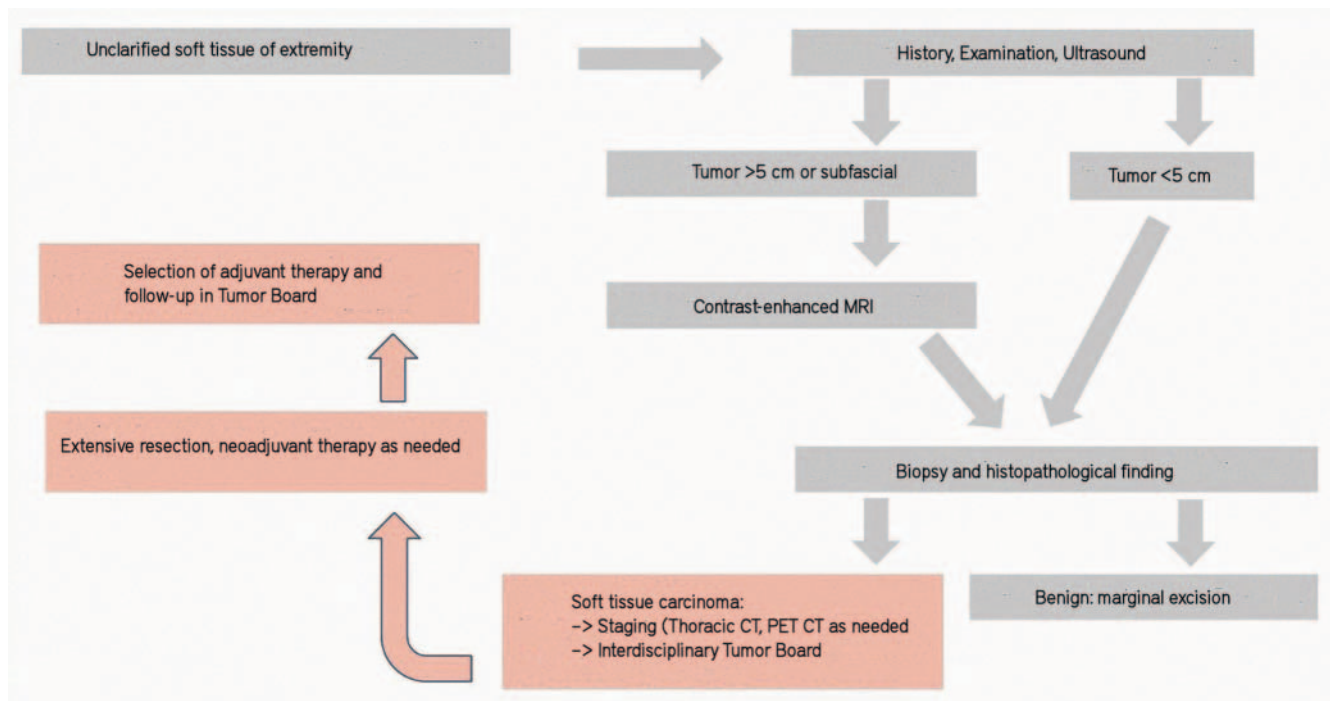 Unclarified soft tissue of extremity
History, Examination, Ultrasound
Tumor >5 cm or subfascial
Tumor <5 cm
Selection of adjuvant therapy and
follow-up in Tumor Board
Contrast-enhanced MRI
Extensive resection, neoadjuvant therapy as needed
Biopsy and histopathological finding
Soft tissue carcinoma:
–> Staging (Thoracic CT, PET CT as needed
–> Interdisciplinary Tumor Board
Benign: marginal excision